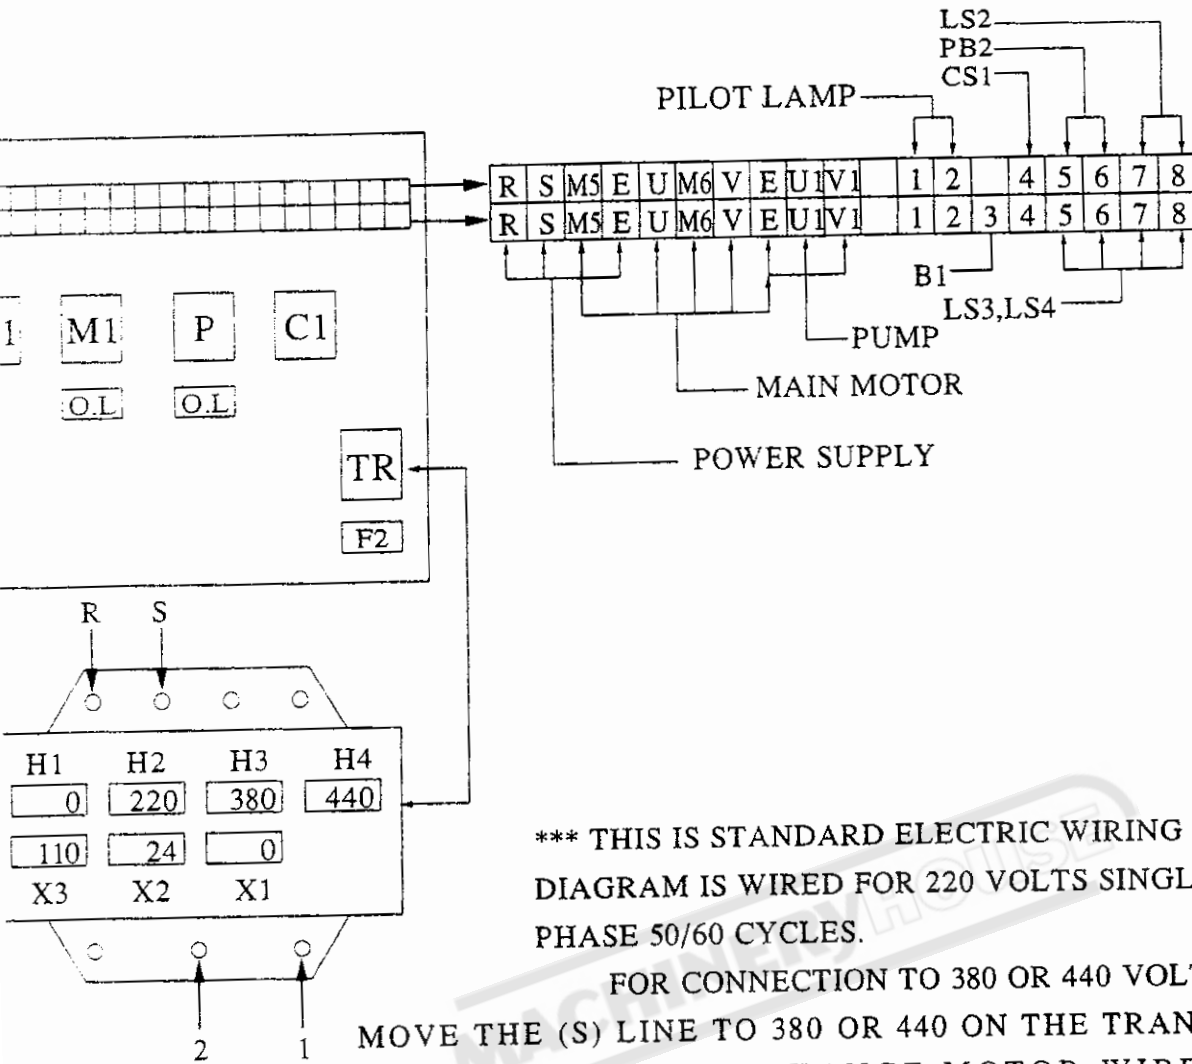 LS2
PB2
CS1
PILOT LAMP
R S M5 E U M6 V E U1 V1 1 2 4 5 6 7 8
R S M5 E U M6 V E U1 V1 1 2 3 4 5 6 7 8
B1
LS3,LS4
1 M1 P C1
PUMP
O.L O.L
MAIN MOTOR
TR
POWER SUPPLY
F2
R S
H1 H2 H3 H4
0 220 380 440
110 24 0
X3 X2 X1
*** THIS IS STANDARD ELECTRIC WIRING
DIAGRAM IS WIRED FOR 220 VOLTS SINGL
PHASE 50/60 CYCLES.
FOR CONNECTION TO 380 OR 440 VOLT
MOVE THE (S) LINE TO 380 OR 440 ON THE TRAN
2 1
MACHINERYHOUSE